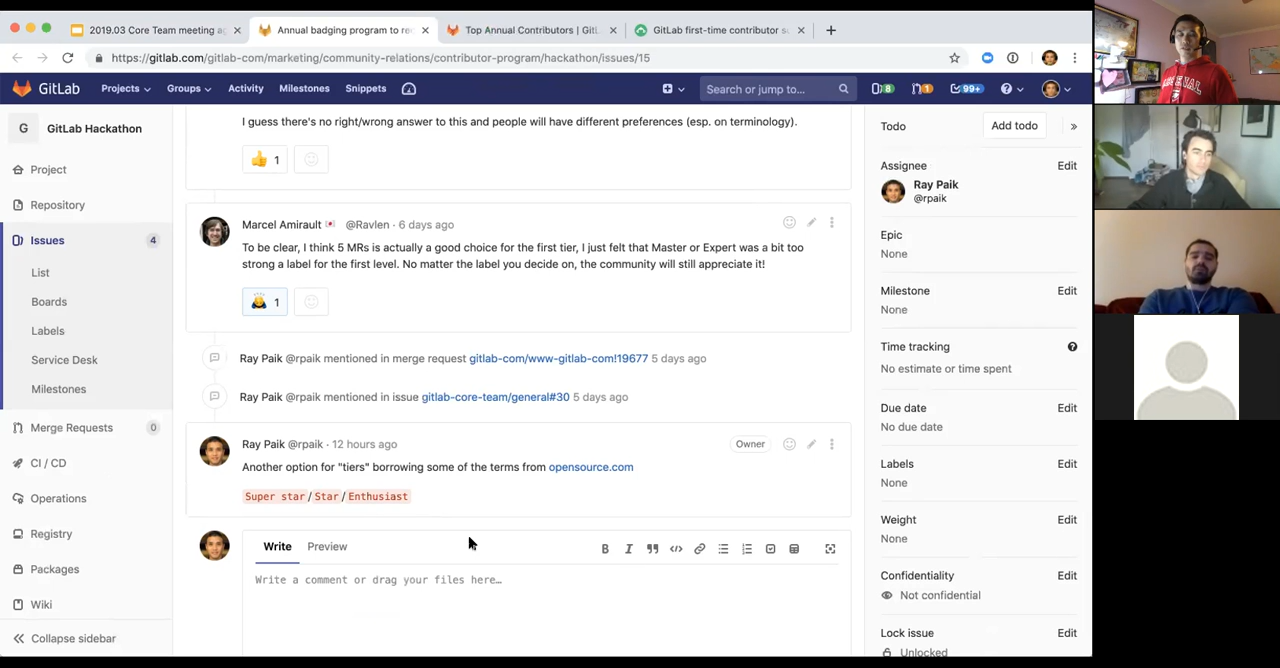 2019.03 Core Team meeting a
Annual badging program to re
Top Annual Contributors | GitL
GitLab first-time contributor s
https://gitlab.com/gitlab-com/marketing/community-relations/contributor-program/hackathon/issues/15
GitLab
Projects
Groups
Activity
Milestones
Snippets
Search or jump to...
8
1
99+
G
GitLab Hackathon
Project
Repository
Issues
4
List
Boards
Labels
Service Desk
Milestones
Merge Requests
0
CI / CD
Operations
Registry
Packages
Wiki
Collapse sidebar
I guess there's no right/wrong answer to this and people will have different preferences (esp. on terminology).
1
Marcel Amirault @Ravlen · 6 days ago
To be clear, I think 5 MRs is actually a good choice for the first tier, I just felt that Master or Expert was a bit too
strong a label for the first level. No matter the label you decide on, the community will still appreciate it!
1
Ray Paik @rpaik mentioned in merge request gitlab-com/www-gitlab-com!19677 5 days ago
Ray Paik @rpaik mentioned in issue gitlab-core-team/general#30 5 days ago
Ray Paik @rpaik · 12 hours ago
Owner
Another option for "tiers" borrowing some of the terms from opensource.com
Super star / Star / Enthusiast
Write
Preview
B I
Write a comment or drag your files here…
Todo
Add todo
»
Assignee
Edit
Ray Paik
@rpaik
Epic
None
Milestone
Edit
None
Time tracking
No estimate or time spent
Due date
Edit
No due date
Labels
Edit
None
Weight
Edit
None
Confidentiality
Edit
Not confidential
Lock issue
Edit
Unlocked